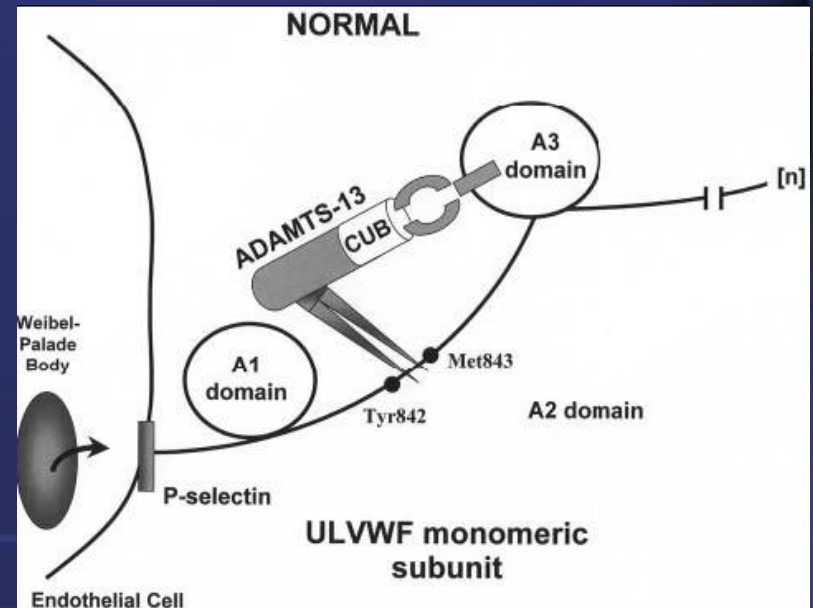 NORMAL
A3
domain
[n]
ADAMTS-13
CUB
Weibel-
Palade
Body
A1
domain
Met843
Tyr842
A2 domain
P-selectin
ULVWF monomeric
subunit
Endothelial Cell